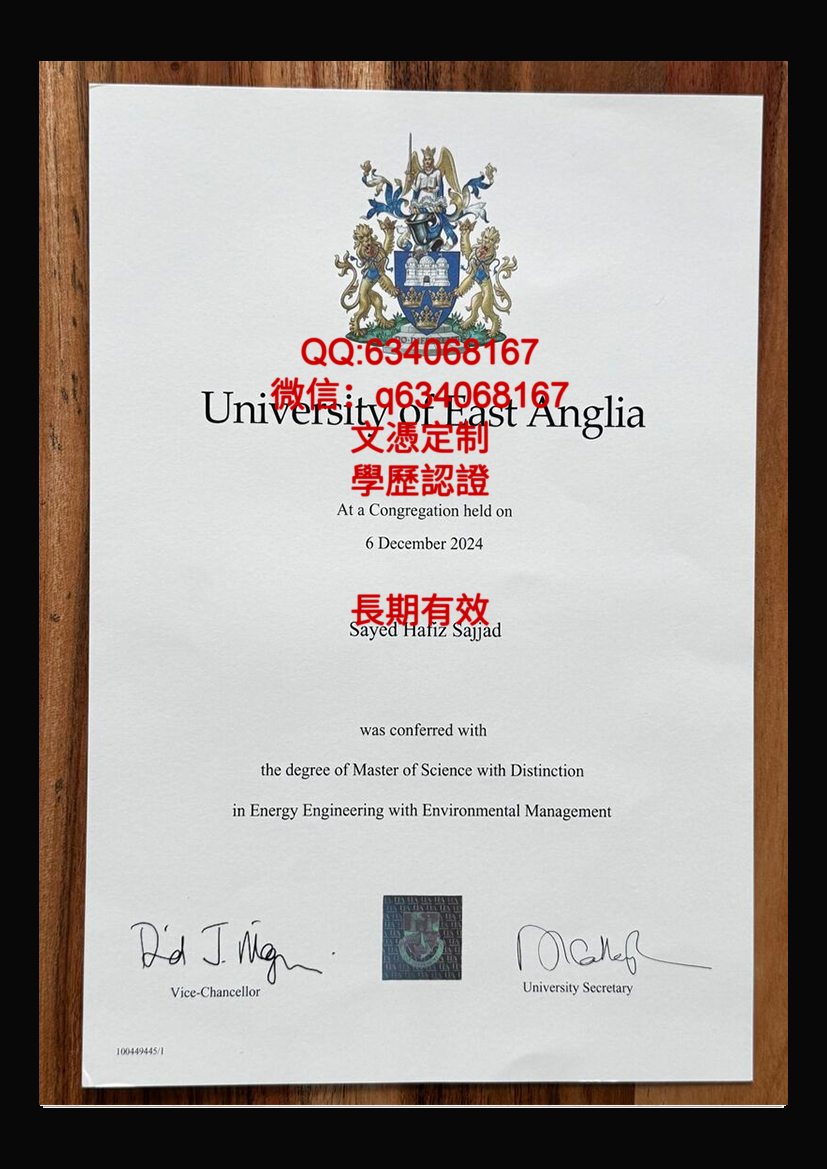 QQ:634068167
微信：q634068167
University of East Anglia
文憑定制
學歷認證
At a Congregation held on
6 December 2024
長期有效
Sayed Hafiz Sajjad
was conferred with
the degree of Master of Science with Distinction
in Energy Engineering with Environmental Management
Vice-Chancellor
University Secretary
100449445/1